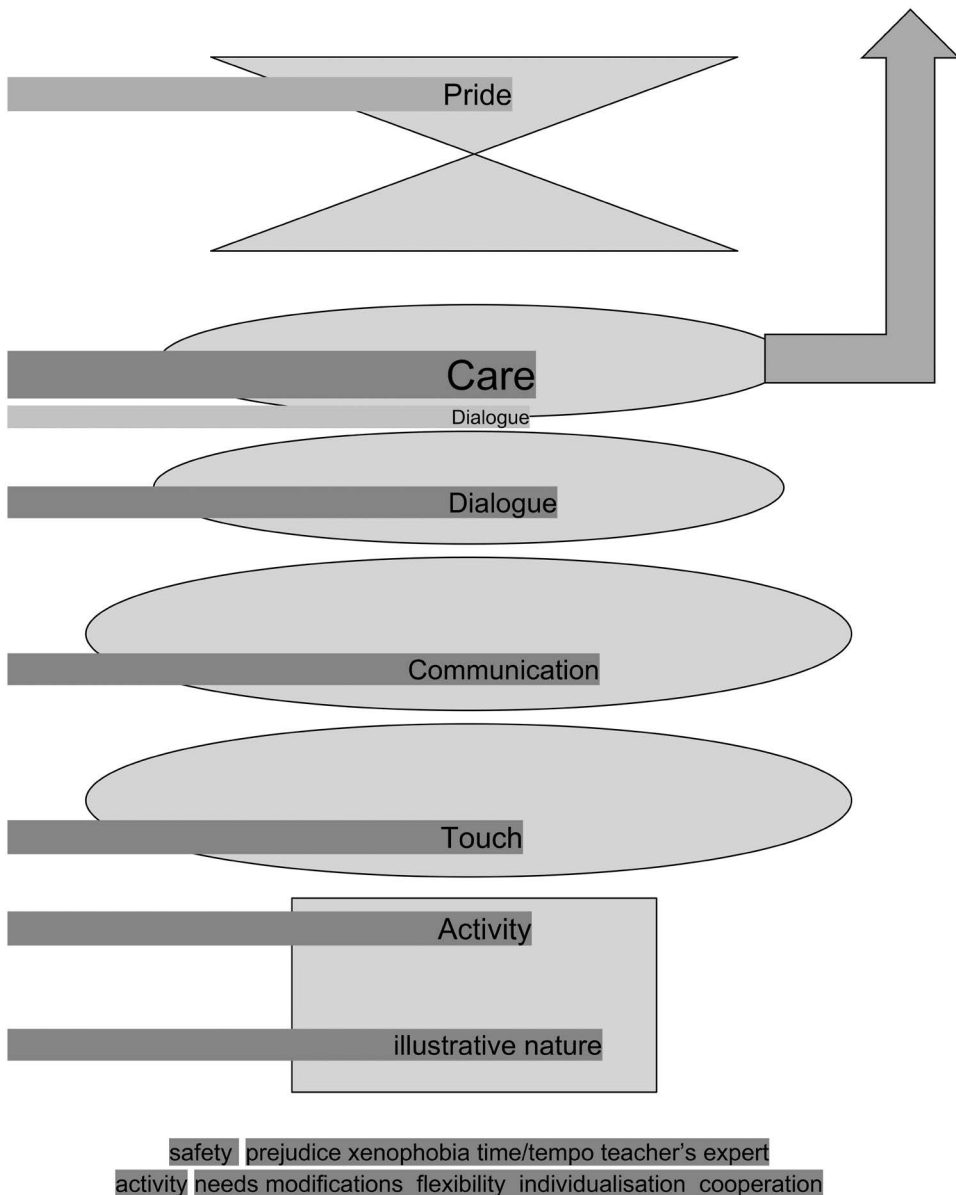 Pride
Care
Dialogue
Dialogue
Communication
Touch
Activity
illustrative nature
safety prejudice xenophobia time/tempo teacher's expert
activity needs modifications flexibility individualisation cooperation